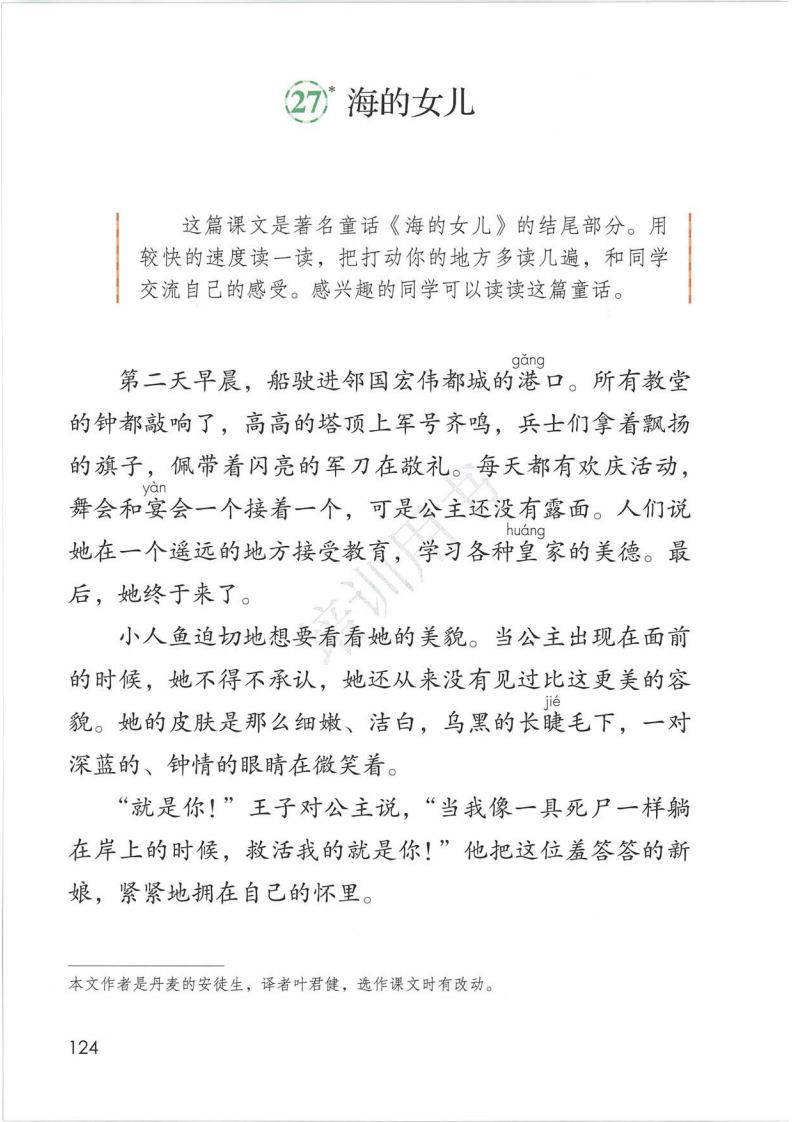 27* 海的女儿
这篇课文是著名童话《海的女儿》的结尾部分。用
较快的速度读一读，把打动你的地方多读几遍，和同学
交流自己的感受。感兴趣的同学可以读读这篇童话。
gǎng
第二天早晨，船驶进邻国宏伟都城的港口。所有教堂
的钟都敲响了，高高的塔顶上军号齐鸣，兵士们拿着飘扬
的旗子，佩带着闪亮的军刀在敬礼。每天都有欢庆活动，
yàn
舞会和宴会一个接着一个，可是公主还没有露面。人们说
huáng
她在一个遥远的地方接受教育，学习各种皇家的美德。最
后，她终于来了。
小人鱼迫切地想要看看她的美貌。当公主出现在面前
的时候，她不得不承认，她还从来没有见过比这更美的容
jié
貌。她的皮肤是那么细嫩、洁白，乌黑的长睫毛下，一对
深蓝的、钟情的眼睛在微笑着。
“就是你！”王子对公主说，“当我像一具死尸一样躺
在岸上的时候，救活我的就是你！”他把这位羞答答的新
娘，紧紧地拥在自己的怀里。
本文作者是丹麦的安徒生，译者叶君健，选作课文时有改动。
124
培训用书